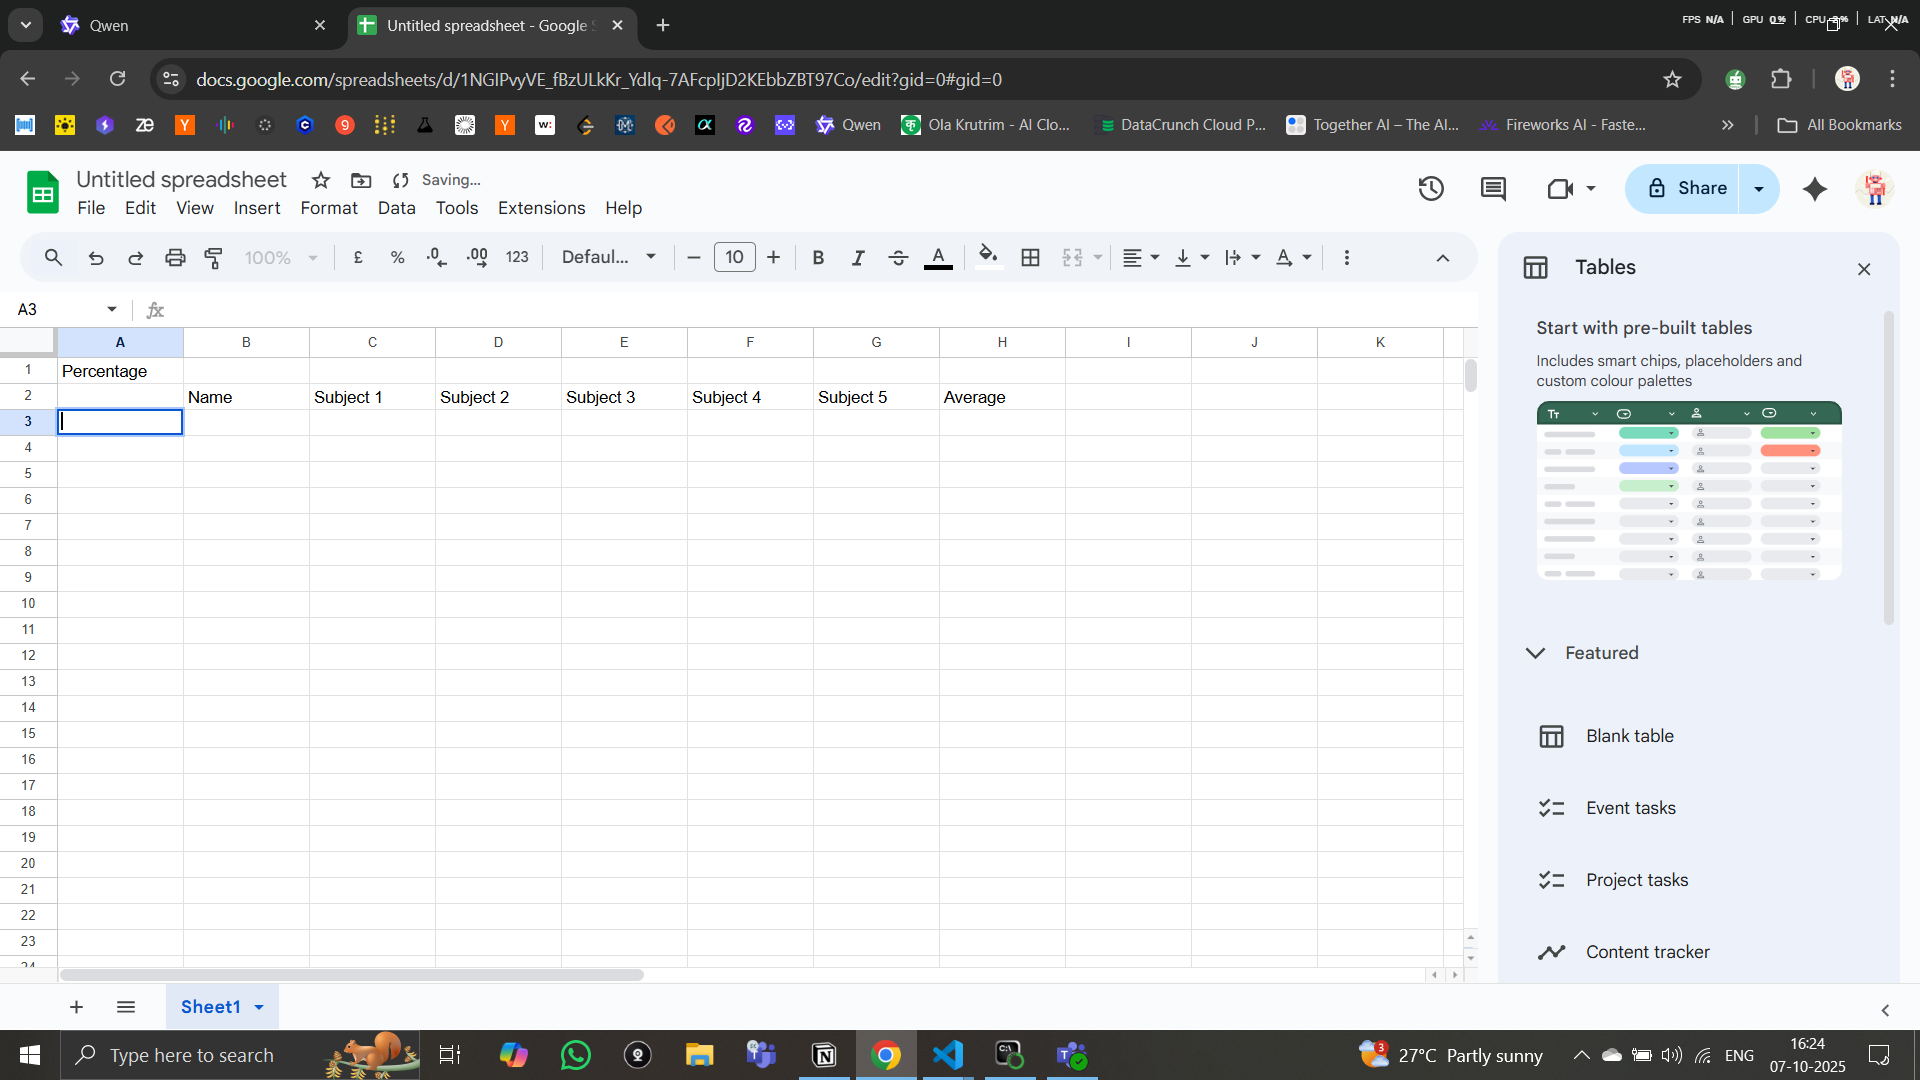 Qwen
Untitled spreadsheet - Google S
FPS N/A GPU 0% CPU 2% LAT N/A
docs.google.com/spreadsheets/d/1NGIPvyVE_fBzULkKr_Ydlq-7AFcpIjD2KEbbZBT97Co/edit?gid=0#gid=0
Qwen Ola Krutrim - AI Clo... DataCrunch Cloud P... Together AI – The AI... Fireworks AI - Faste... All Bookmarks
Untitled spreadsheet Saving...
File Edit View Insert Format Data Tools Extensions Help
Share
100% £ % .0 .00 123 Defaul... 10 B I A
A3
A B C D E F G H I J K
1 Percentage
2 Name Subject 1 Subject 2 Subject 3 Subject 4 Subject 5 Average
3
4
5
6
7
8
9
10
11
12
13
14
15
16
17
18
19
20
21
22
23
24
Tables
Start with pre-built tables
Includes smart chips, placeholders and
custom colour palettes
Featured
Blank table
Event tasks
Project tasks
Content tracker
Sheet1
Type here to search
27°C Partly sunny
ENG
16:24
07-10-2025